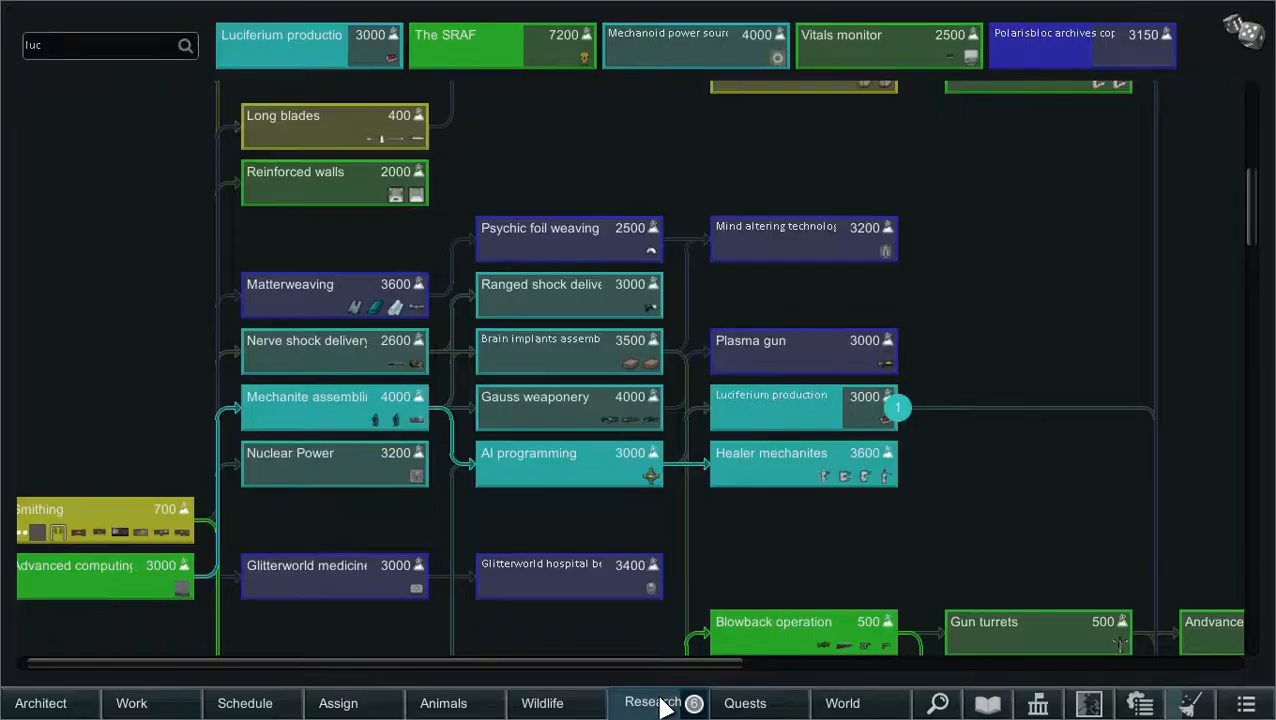 luc
Luciferium productio 3000
The SRAF 7200
Mechanoid power sour 4000
Vitals monitor 2500
Polarisbloc archives cor 3150
Long blades 400
Reinforced walls 2000
Psychic foil weaving 2500
Mind altering technolog 3200
Matterweaving 3600
Ranged shock delive 3000
Nerve shock delivery 2600
Brain implants assemb 3500
Plasma gun 3000
Mechanite assemblin 4000
Gauss weaponery 4000
Luciferium production 3000
1
Nuclear Power 3200
AI programming 3000
Healer mechanites 3600
Smithing 700
Advanced computing 3000
Glitterworld medicine 3000
Glitterworld hospital be 3400
Blowback operation 500
Gun turrets 500
Andvance
Architect
Work
Schedule
Assign
Animals
Wildlife
Research 6
Quests
World